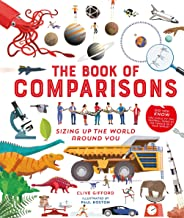 THE BOOK OF
COMPARISONS
SIZING UP THE WORLD
AROUND YOU
CLIVE GIFFORD
ILLUSTRATED BY PAUL BOSTON